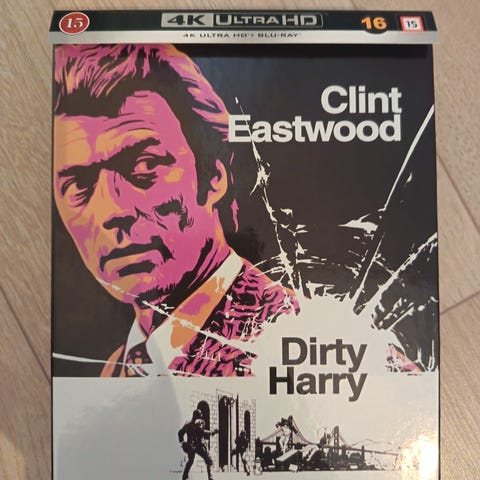 15
4K ULTRA HD
16
15
4K ULTRA HD + BLU-RAY
Clint
Eastwood
Dirty
Harry